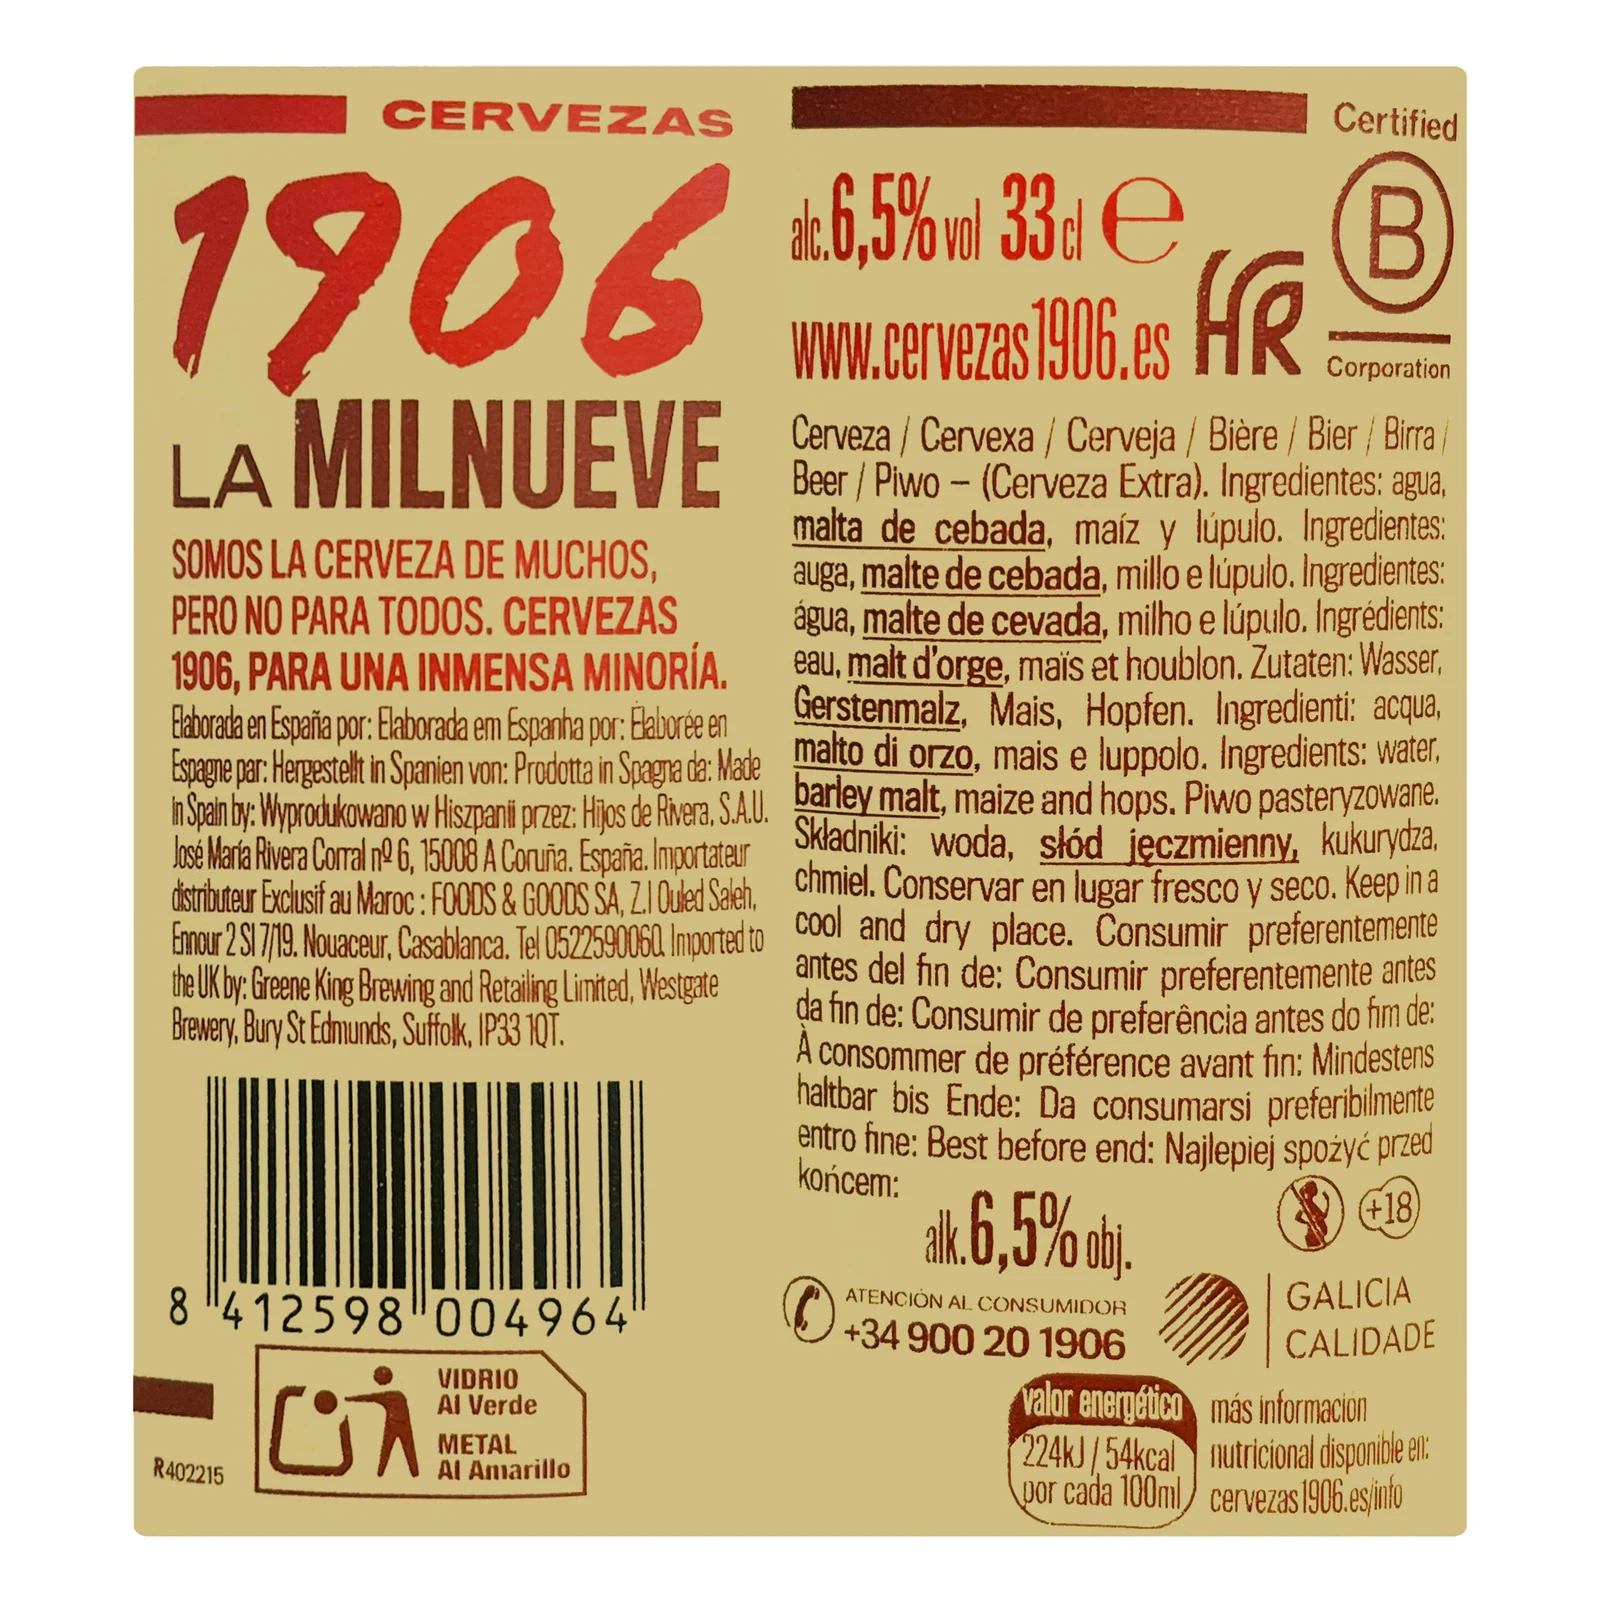 CERVEZAS
1906
LA MILNUEVE
SOMOS LA CERVEZA DE MUCHOS,
PERO NO PARA TODOS. CERVEZAS
1906, PARA UNA INMENSA MINORÍA.
Elaborada en España por: Elaborada em Espanha por: Élaborée en
Espagne par: Hergestellt in Spanien von: Prodotta in Spagna da: Made
in Spain by: Wyprodukowano w Hiszpanii przez: Hijos de Rivera, S.A.U.
José María Rivera Corral nº 6, 15008 A Coruña. España. Importateur
distributeur Exclusif au Maroc : FOODS & GOODS SA, Z.I Ouled Saleh,
Ennour 2 Sl 7/19. Nouaceur, Casablanca. Tel 0522590060. Imported to
the UK by: Greene King Brewing and Retailing Limited, Westgate
Brewery, Bury St Edmunds, Suffolk, IP33 1QT.
8 412598 004964
VIDRIO
Al Verde
METAL
Al Amarillo
R402215
alc. 6,5% vol 33 cl e
www.cervezas1906.es
HR
Certified
B
Corporation
Cerveza / Cervexa / Cerveja / Bière / Bier / Birra /
Beer / Piwo – (Cerveza Extra). Ingredientes: agua,
malta de cebada, maíz y lúpulo. Ingredientes:
auga, malte de cebada, millo e lúpulo. Ingredientes:
água, malte de cevada, milho e lúpulo. Ingrédients:
eau, malt d'orge, maïs et houblon. Zutaten: Wasser,
Gerstenmalz, Mais, Hopfen. Ingredienti: acqua,
malto di orzo, mais e luppolo. Ingredients: water,
barley malt, maize and hops. Piwo pasteryzowane.
Składniki: woda, słód jęczmienny, kukurydza,
chmiel. Conservar en lugar fresco y seco. Keep in a
cool and dry place. Consumir preferentemente
antes del fin de: Consumir preferentemente antes
da fin de: Consumir de preferência antes do fim de:
À consommer de préférence avant fin: Mindestens
haltbar bis Ende: Da consumarsi preferibilmente
entro fine: Best before end: Najlepiej spożyć przed
końcem:
alk. 6,5% obj.
+18
ATENCIÓN AL CONSUMIDOR
+34 900 20 1906
GALICIA
CALIDADE
valor energético
224kJ / 54kcal
por cada 100ml
más información
nutricional disponible en:
cervezas1906.es/info